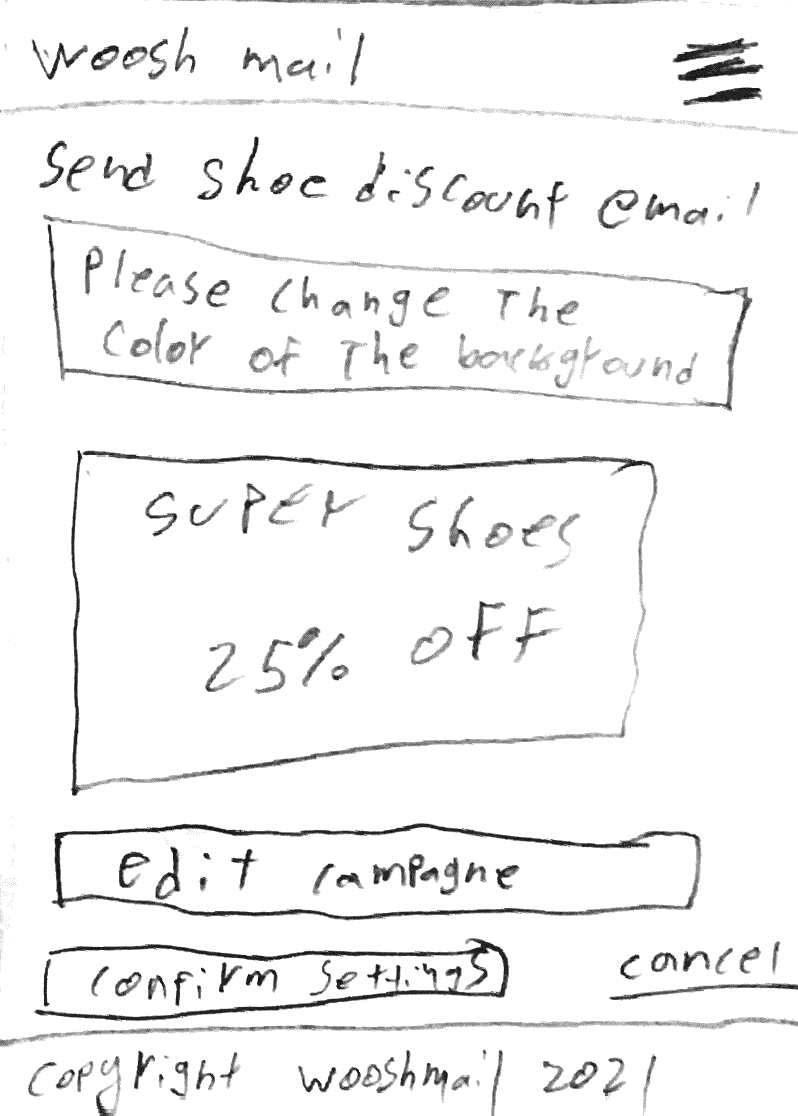 woosh mail
send shoe discount email
Please change the
color of the background
super shoes
25% off
edit campagne
confirm settings
cancel
copyright wooshmail 2021